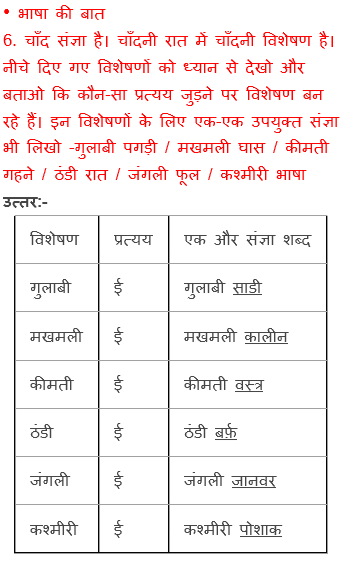 • भाषा की बात
6. चाँद संज्ञा है। चाँदनी रात में चाँदनी विशेषण है।
नीचे दिए गए विशेषणों को ध्यान से देखो और
बताओ कि कौन-सा प्रत्यय जुड़ने पर विशेषण बन
रहे हैं। इन विशेषणों के लिए एक-एक उपयुक्त संज्ञा
भी लिखो -गुलाबी पगड़ी / मखमली घास / कीमती
गहने / ठंडी रात / जंगली फूल / कश्मीरी भाषा
उत्तर:-
विशेषण प्रत्यय एक और संज्ञा शब्द
गुलाबी ई गुलाबी साडी
मखमली ई मखमली कालीन
कीमती ई कीमती वस्त्र
ठंडी ई ठंडी बर्फ़
जंगली ई जंगली जानवर
कश्मीरी ई कश्मीरी पोशाक